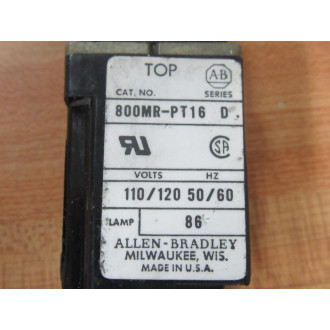 TOP AB
CAT. NO. SERIES
800MR-PT16 D
VOLTS HZ
110/120 50/60
LAMP 86
ALLEN-BRADLEY
MILWAUKEE, WIS.
MADE IN U.S.A.